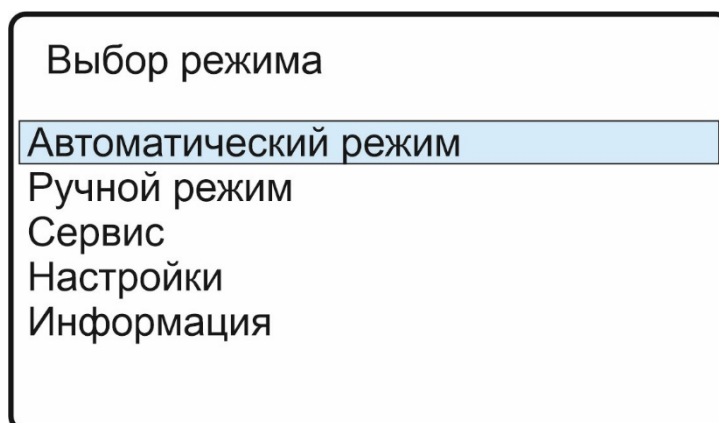 Выбор режима
Автоматический режим
Ручной режим
Сервис
Настройки
Информация